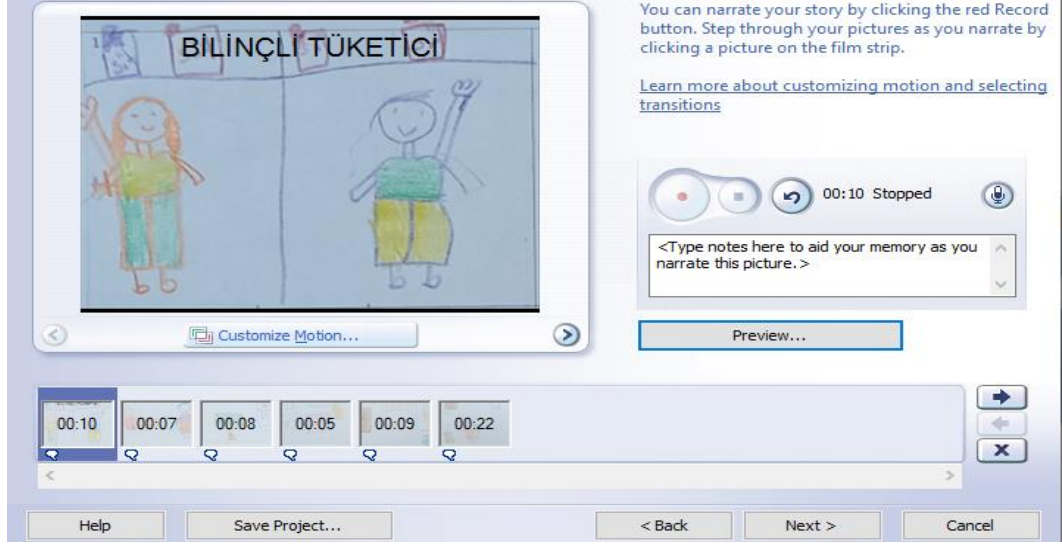 You can narrate your story by clicking the red Record
button. Step through your pictures as you narrate by
clicking a picture on the film strip.
Learn more about customizing motion and selecting
transitions
1
BİLİNÇLİ TÜKETİCİ
00:10 Stopped
<Type notes here to aid your memory as you
narrate this picture.>
Customize Motion...
Preview...
00:10
00:07
00:08
00:05
00:09
00:22
Help
Save Project...
< Back
Next >
Cancel